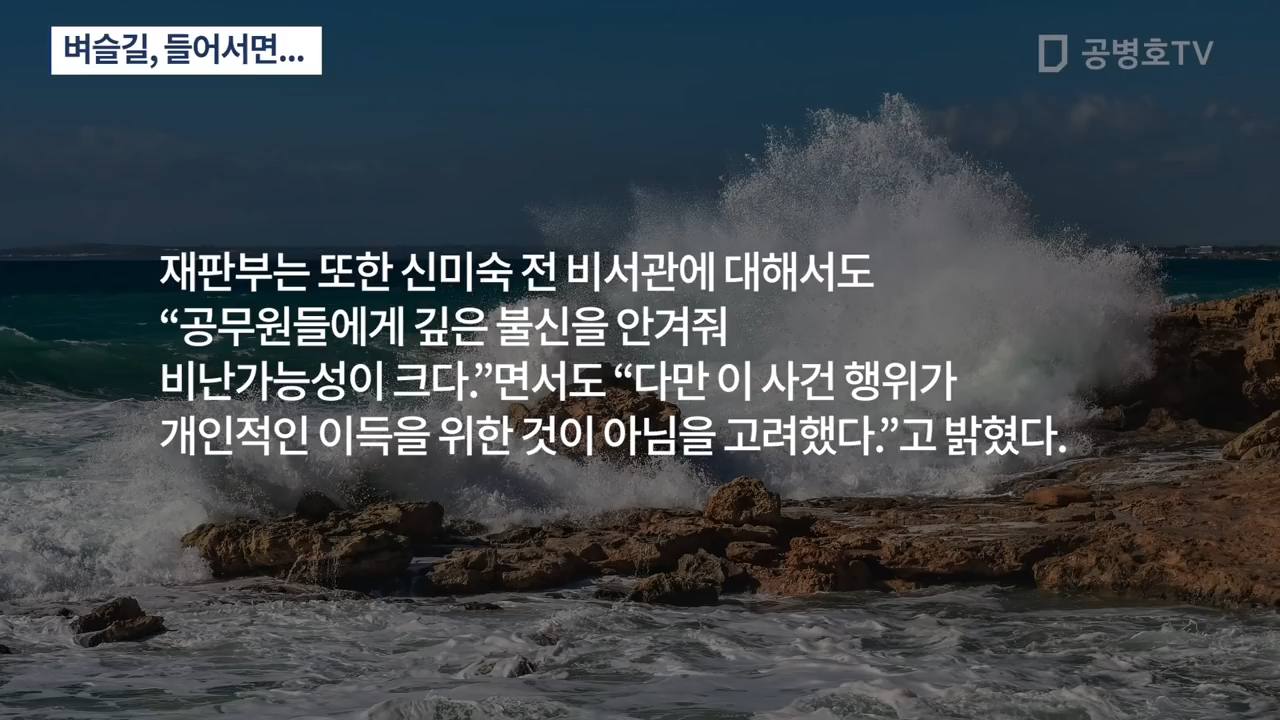 벼슬길, 들어서면...
공병호TV
재판부는 또한 신미숙 전 비서관에 대해서도
“공무원들에게 깊은 불신을 안겨줘
비난가능성이 크다.”면서도 “다만 이 사건 행위가
개인적인 이득을 위한 것이 아님을 고려했다.”고 밝혔다.